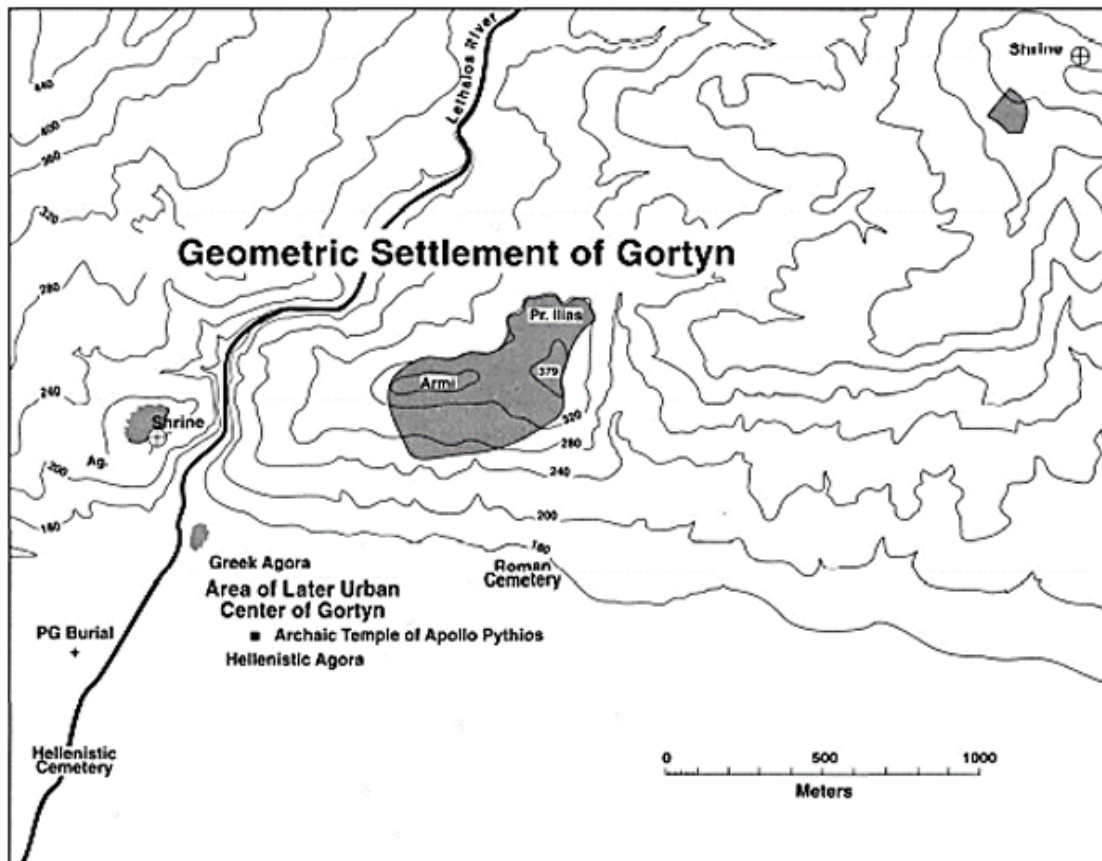 Shrine
Lethaios River
440
400
360
320
Geometric Settlement of Gortyn
280
Pr. Ilias
379
Armi
240
Shrine
320
280
Ag.
200
240
160
200
180
Greek Agora
Roman
Cemetery
Area of Later Urban
Center of Gortyn
PG Burial
Archaic Temple of Apollo Pythios
Hellenistic Agora
Hellenistic
Cemetery
0 500 1000
Meters